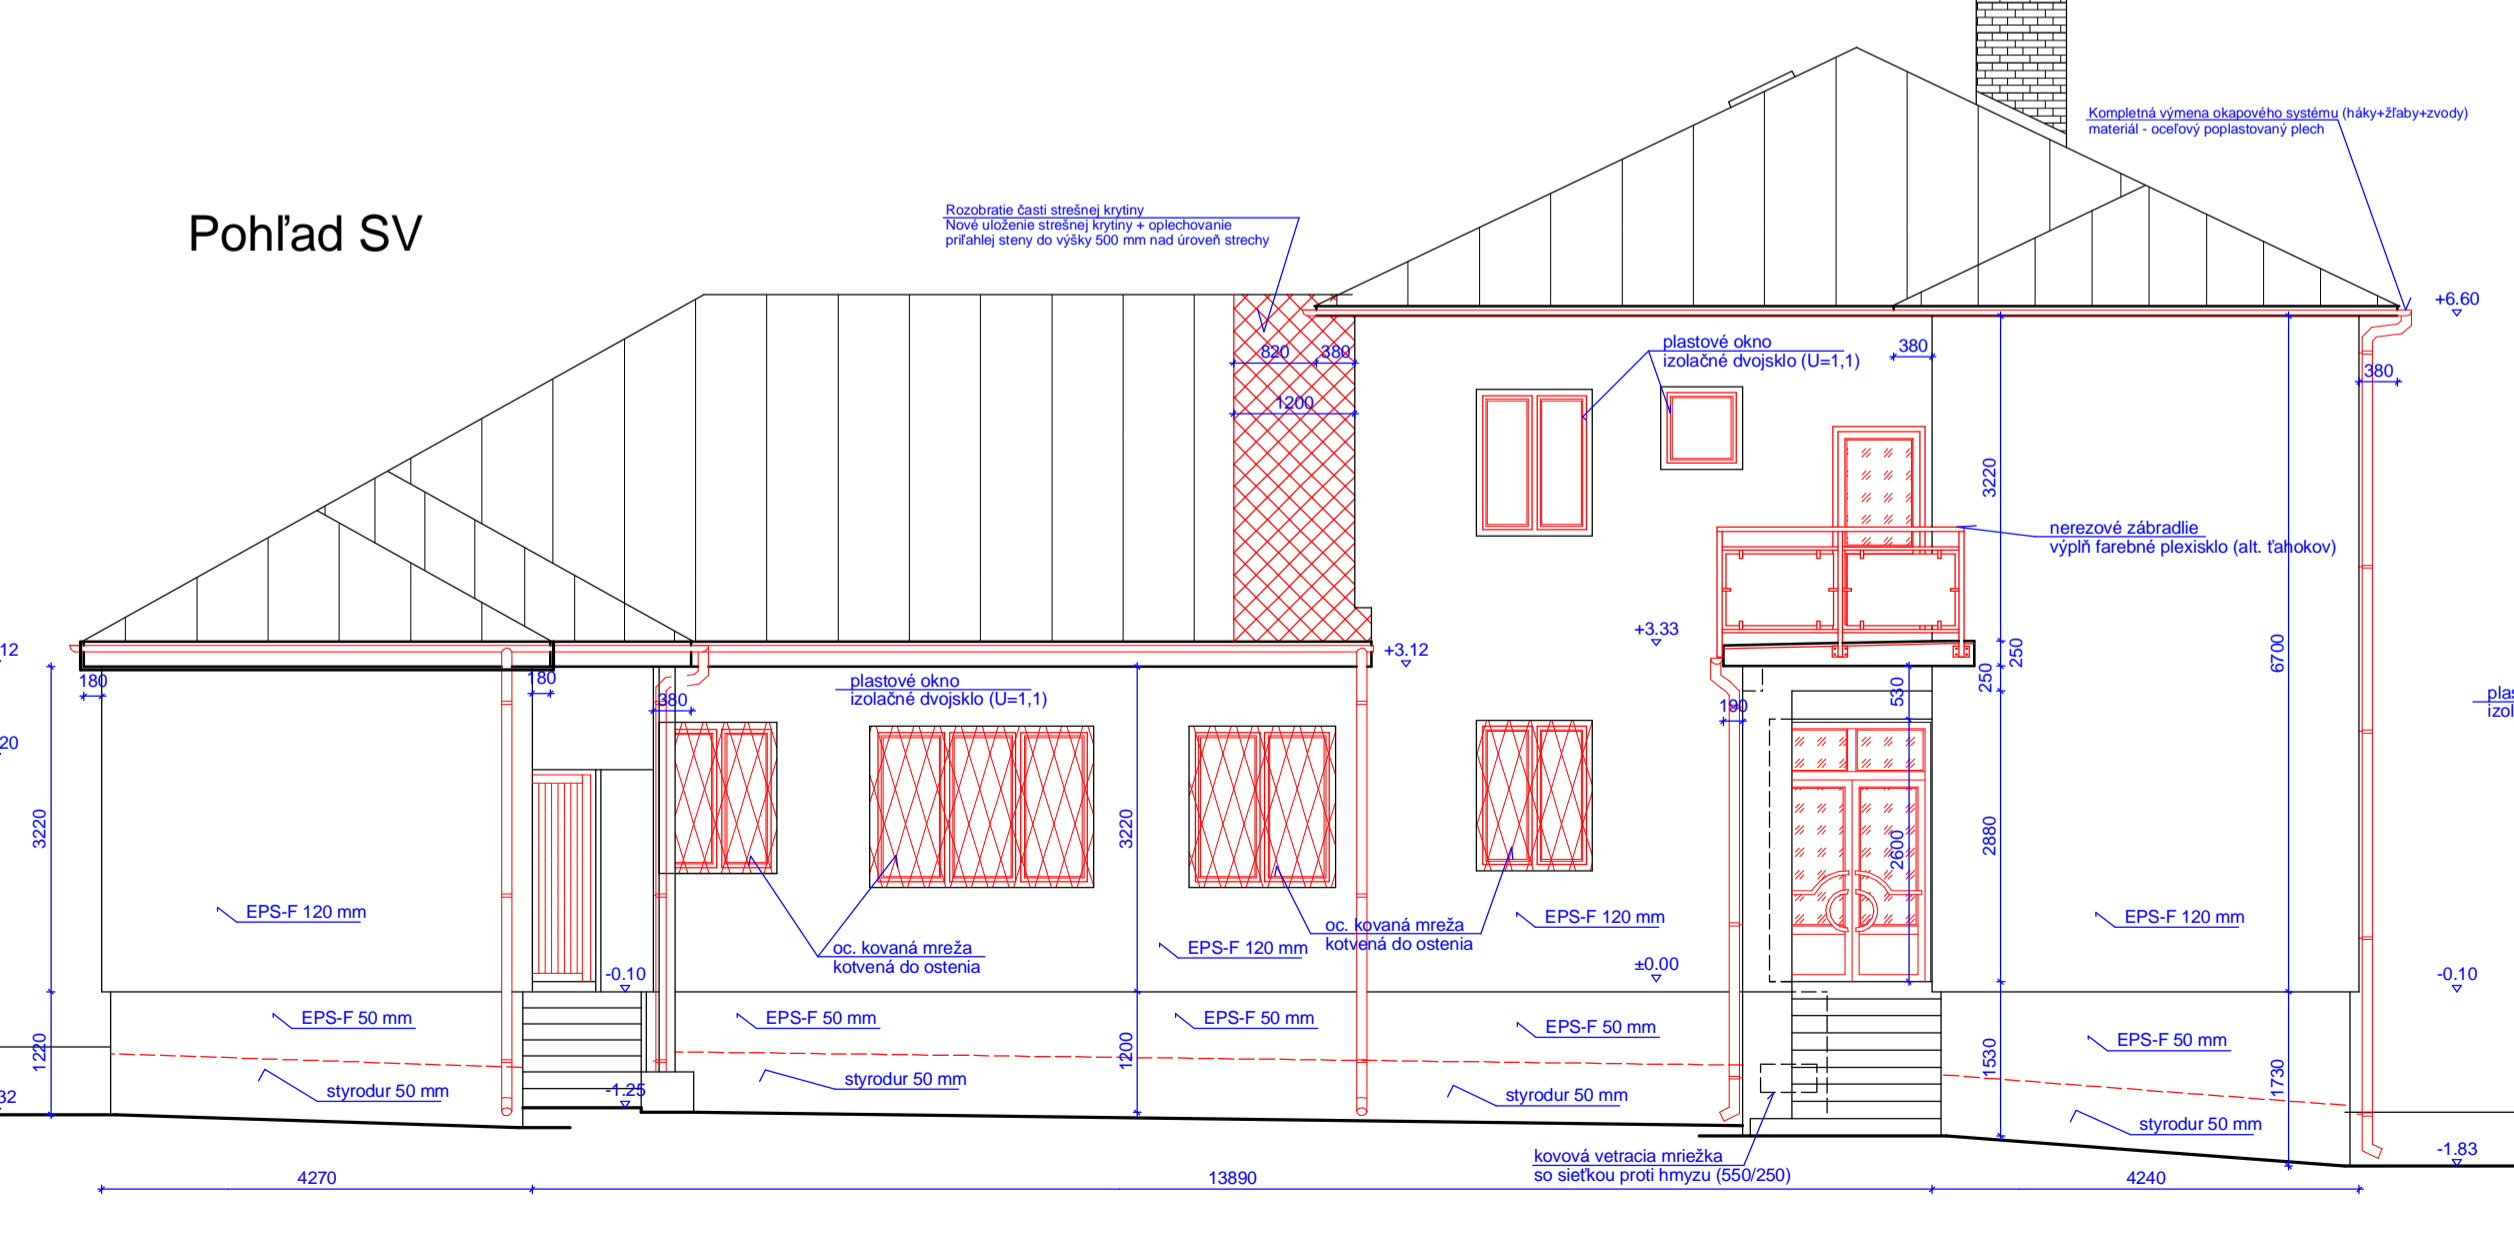 Pohľad SV
Kompletná výmena okapového systému (háky+žľaby+zvody)
materiál - oceľový poplastovaný plech
Rozobratie časti strešnej krytiny
Nové uloženie strešnej krytiny + oplechovanie
priľahlej steny do výšky 500 mm nad úroveň strechy
+6.60
plastové okno
izolačné dvojsklo (U=1,1)
820
380
380
380
1200
3220
nerezové zábradlie
výplň farebné plexisklo (alt. ťahokov)
+3.33
+3.12
12
250
250
6700
180
180
380
190
530
plastové okno
izolačné dvojsklo (U=1,1)
plas
izol
20
3220
3220
2600
2880
EPS-F 120 mm
EPS-F 120 mm
EPS-F 120 mm
EPS-F 120 mm
oc. kovaná mreža
kotvená do ostenia
oc. kovaná mreža
kotvená do ostenia
-0.10
±0.00
-0.10
EPS-F 50 mm
EPS-F 50 mm
EPS-F 50 mm
EPS-F 50 mm
EPS-F 50 mm
1220
1200
1530
1730
styrodur 50 mm
styrodur 50 mm
styrodur 50 mm
styrodur 50 mm
32
-1.25
-1.83
kovová vetracia mriežka
so sieťkou proti hmyzu (550/250)
4270
13890
4240